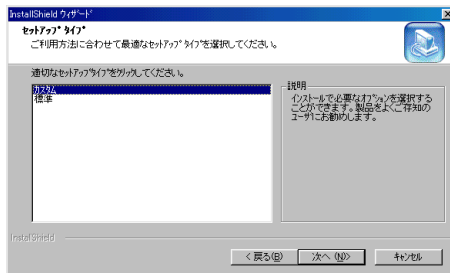 InstallShield ウィザード
セットアップ タイプ
ご利用方法に合わせて最適なセットアップ タイプを選択してください。
適切なセットアップタイプをクリックしてください。
カスタム
標準
説明
インストールで必要なオプションを選択する
ことができます。製品をよくご存知の
ユーザにお勧めします。
InstallShield
< 戻る(B)
次へ (N)>
キャンセル